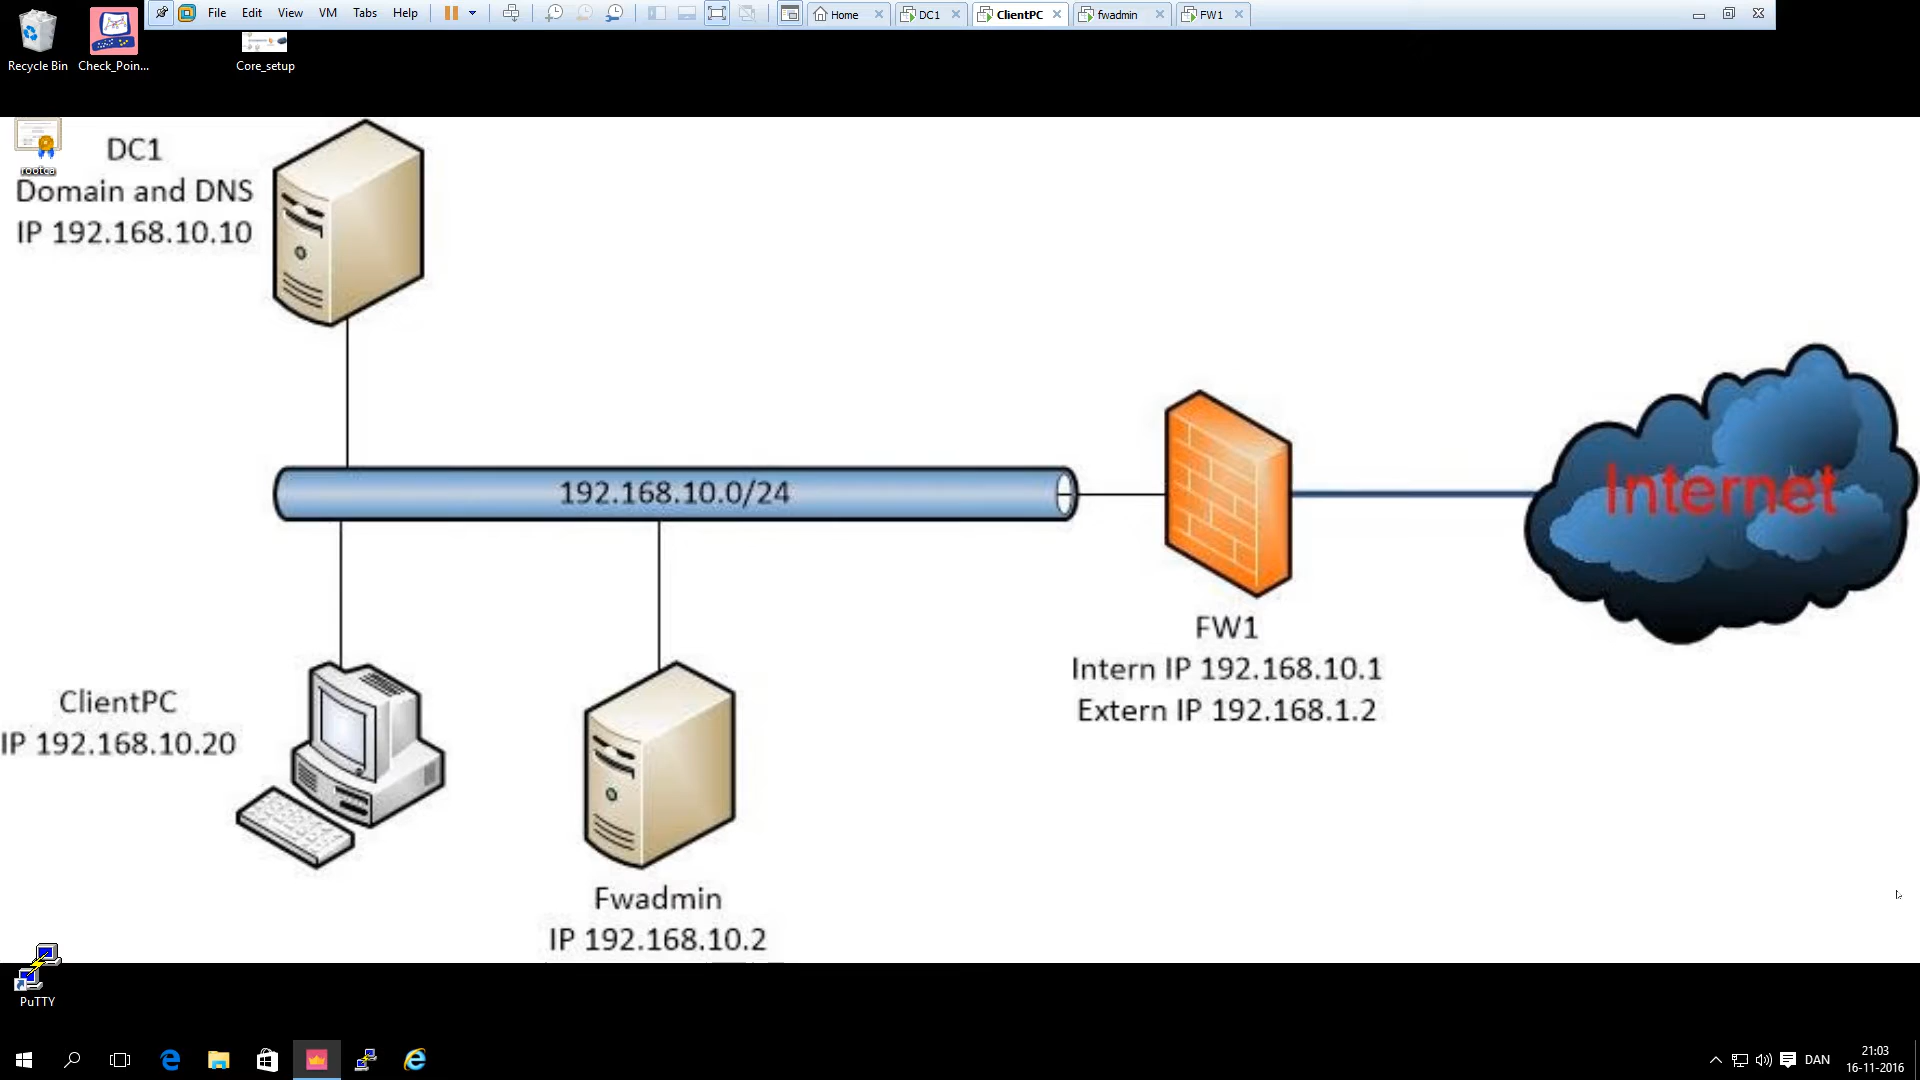 File Edit View VM Tabs Help Home DC1 ClientPC fwadmin FW1
Recycle Bin
Check_Poin...
Core_setup
rootca
DC1
Domain and DNS
IP 192.168.10.10
192.168.10.0/24
Internet
FW1
Intern IP 192.168.10.1
Extern IP 192.168.1.2
ClientPC
IP 192.168.10.20
Fwadmin
IP 192.168.10.2
PuTTY
DAN
21:03
16-11-2016